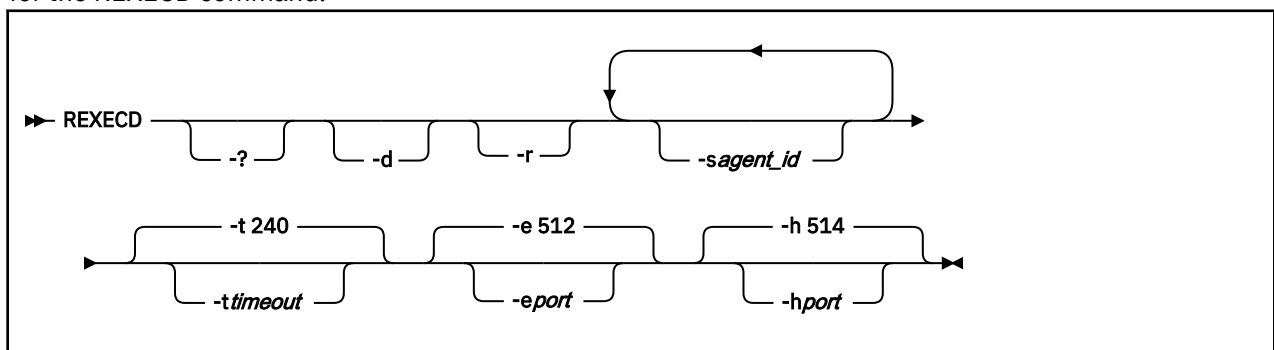 for the REXECD command:
REXECD
-?
-d
-r
-sagent_id
-t 240
-e 512
-h 514
-ttimeout
-eport
-hport